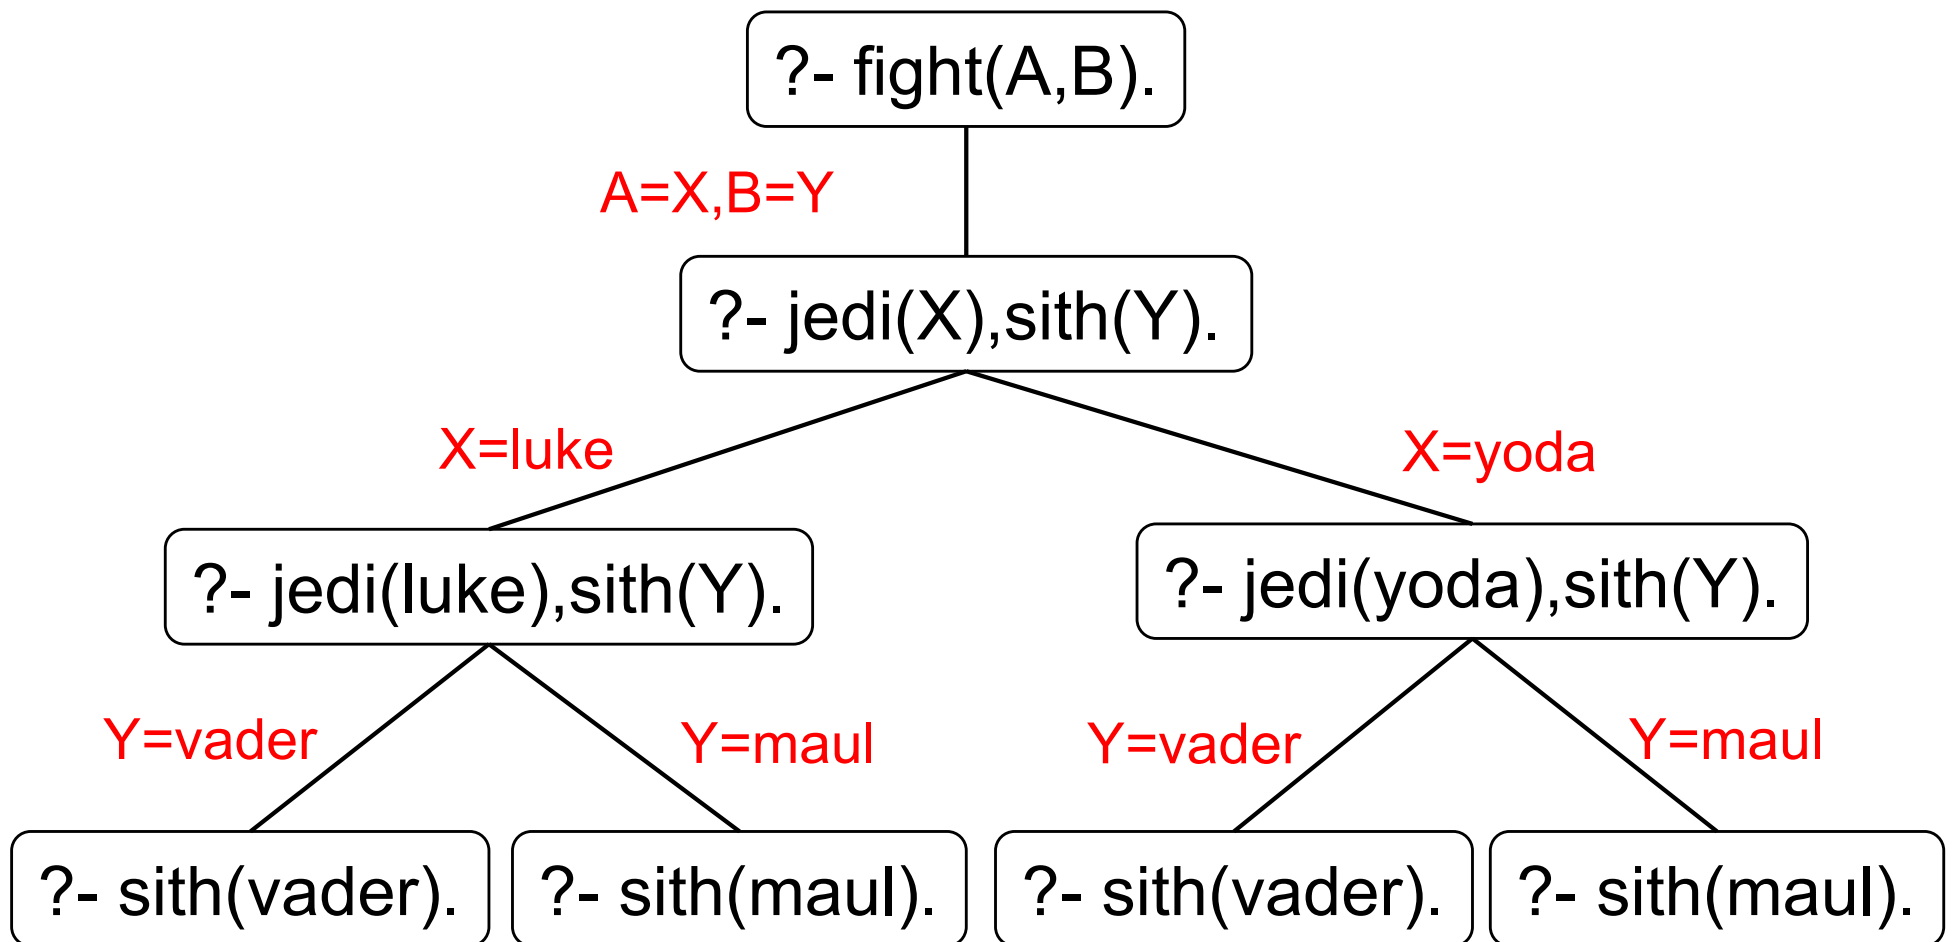 ?- fight(A,B).
A=X,B=Y
?- jedi(X),sith(Y).
X=luke
X=yoda
?- jedi(luke),sith(Y).
?- jedi(yoda),sith(Y).
Y=vader
Y=maul
Y=vader
Y=maul
?- sith(vader).
?- sith(maul).
?- sith(vader).
?- sith(maul).